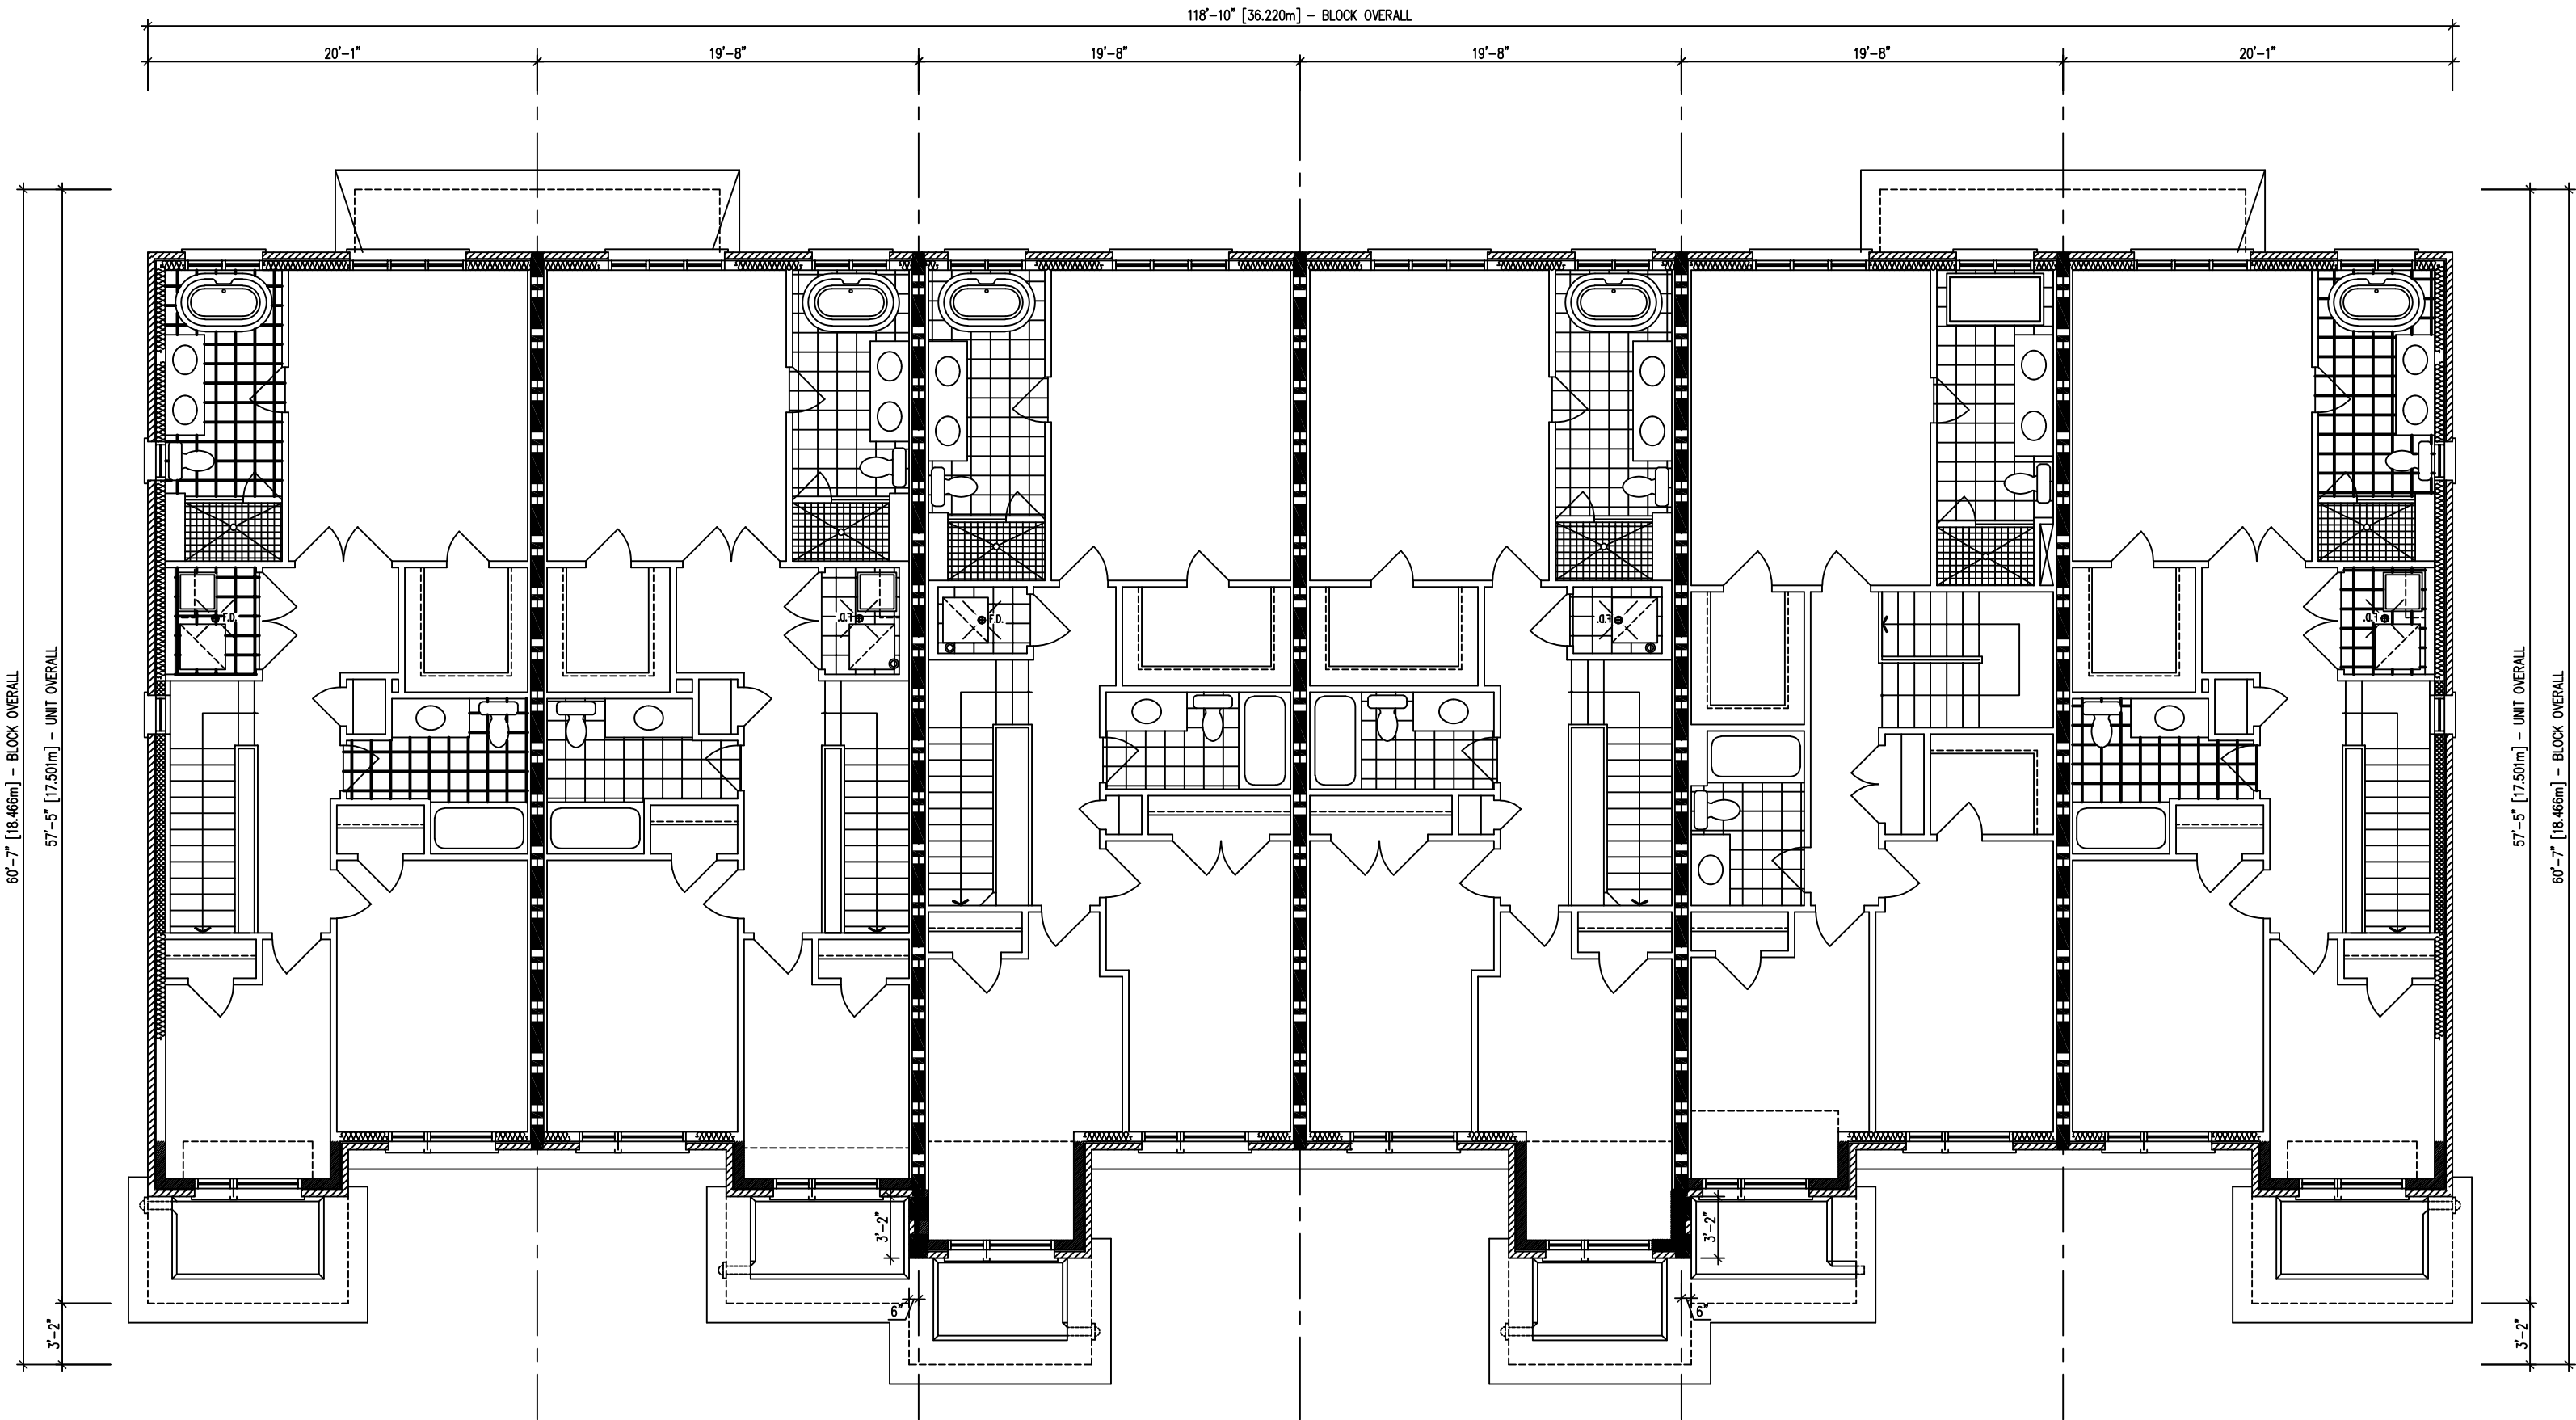 118'-10" [36.220m] - BLOCK OVERALL
20'-1"
19'-8"
19'-8"
19'-8"
19'-8"
20'-1"
60'-7" [18.466m] - BLOCK OVERALL
57'-5" [17.501m] - UNIT OVERALL
57'-5" [17.501m] - UNIT OVERALL
60'-7" [18.466m] - BLOCK OVERALL
F.D.
F.D.
F.D.
F.D.
F.D.
3'-2"
3'-2"
6"
6"
3'-2"
3'-2"